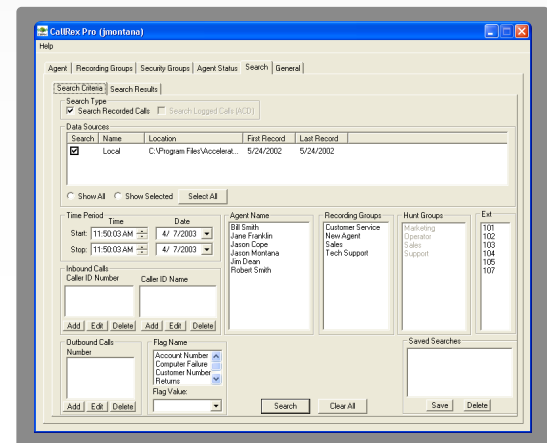 CallRex Pro (jmontana)
Help
Agent Recording Groups Security Groups Agent Status Search General
Search Criteria Search Results
Search Type
Search Recorded Calls Search Logged Calls (ACD)
Data Sources
Search Name Location First Record Last Record
Local C:\Program Files\Accelerat... 5/24/2002 5/24/2002
Show All Show Selected Select All
Time Period
Time Date
Start: 11:50:03 AM 4/ 7/2003
Stop: 11:50:03 AM 4/ 7/2003
Agent Name
Bill Smith
Jane Franklin
Jason Cope
Jason Montana
Jim Dean
Robert Smith
Recording Groups
Customer Service
New Agent
Sales
Tech Support
Hunt Groups
Marketing
Operator
Sales
Support
Ext
101
102
103
104
105
107
Inbound Calls
Caller ID Number Caller ID Name
Add Edit Delete Add Edit Delete
Outbound Calls
Number
Add Edit Delete
Flag Name
Account Number
Computer Failure
Customer Number
Returns
Flag Value:
Search Clear All
Saved Searches
Save Delete